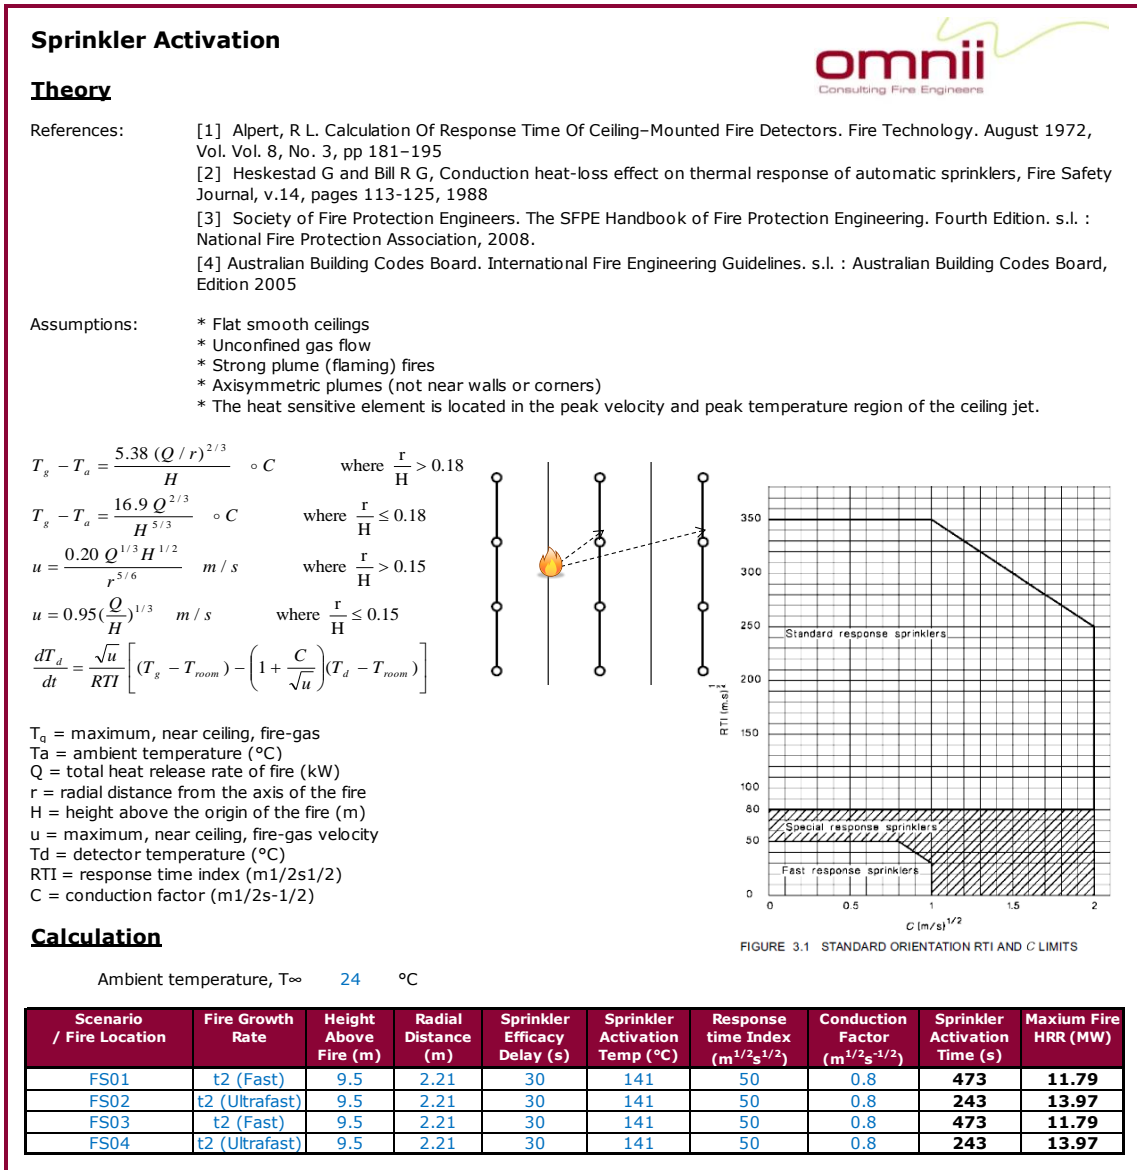 Sprinkler Activation
omnii
Consulting Fire Engineers
Theory
References:
[1] Alpert, R L. Calculation Of Response Time Of Ceiling–Mounted Fire Detectors. Fire Technology. August 1972,
Vol. Vol. 8, No. 3, pp 181–195
[2] Heskestad G and Bill R G, Conduction heat-loss effect on thermal response of automatic sprinklers, Fire Safety
Journal, v.14, pages 113-125, 1988
[3] Society of Fire Protection Engineers. The SFPE Handbook of Fire Protection Engineering. Fourth Edition. s.l. :
National Fire Protection Association, 2008.
[4] Australian Building Codes Board. International Fire Engineering Guidelines. s.l. : Australian Building Codes Board,
Edition 2005
Assumptions:
* Flat smooth ceilings
* Unconfined gas flow
* Strong plume (flaming) fires
* Axisymmetric plumes (not near walls or corners)
* The heat sensitive element is located in the peak velocity and peak temperature region of the ceiling jet.
T_g − T_a = 5.38 (Q / r)^{2/3} / H ∘C where r/H > 0.18
T_g − T_a = 16.9 Q^{2/3} / H^{5/3} ∘C where r/H ≤ 0.18
u = 0.20 Q^{1/3} H^{1/2} / r^{5/6} m / s where r/H > 0.15
u = 0.95(Q/H)^{1/3} m / s where r/H ≤ 0.15
dT_d/dt = √u/RTI [(T_g − T_room) − (1 + C/√u)(T_d − T_room)]
T_g = maximum, near ceiling, fire-gas
Ta = ambient temperature (°C)
Q = total heat release rate of fire (kW)
r = radial distance from the axis of the fire
H = height above the origin of the fire (m)
u = maximum, near ceiling, fire-gas velocity
Td = detector temperature (°C)
RTI = response time index (m1/2s1/2)
C = conduction factor (m1/2s-1/2)
RTI (m.s)^{1/2}
350
300
250
200
150
100
80
50
0
Standard response sprinklers
Special response sprinklers
Fast response sprinklers
0 0.5 1 1.5 2
C (m/s)^{1/2}
FIGURE 3.1 STANDARD ORIENTATION RTI AND C LIMITS
Calculation
Ambient temperature, T∞ 24 °C
Scenario / Fire Location | Fire Growth Rate | Height Above Fire (m) | Radial Distance (m) | Sprinkler Efficacy Delay (s) | Sprinkler Activation Temp (°C) | Response time Index (m^{1/2}s^{1/2}) | Conduction Factor (m^{1/2}s^{-1/2}) | Sprinkler Activation Time (s) | Maxium Fire HRR (MW)
FS01 | t2 (Fast) | 9.5 | 2.21 | 30 | 141 | 50 | 0.8 | 473 | 11.79
FS02 | t2 (Ultrafast) | 9.5 | 2.21 | 30 | 141 | 50 | 0.8 | 243 | 13.97
FS03 | t2 (Fast) | 9.5 | 2.21 | 30 | 141 | 50 | 0.8 | 473 | 11.79
FS04 | t2 (Ultrafast) | 9.5 | 2.21 | 30 | 141 | 50 | 0.8 | 243 | 13.97